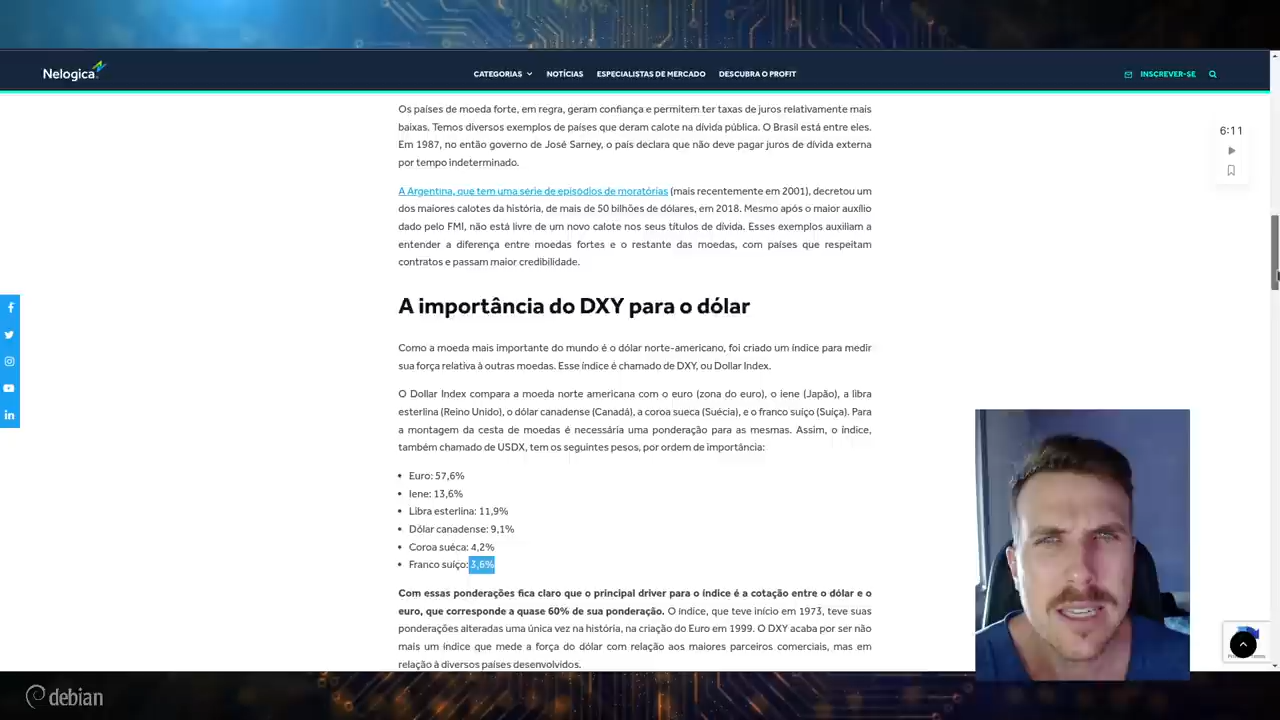 Nelogica
CATEGORIAS
NOTÍCIAS
ESPECIALISTAS DE MERCADO
DESCUBRA O PROFIT
INSCREVER-SE
Os países de moeda forte, em regra, geram confiança e permitem ter taxas de juros relativamente mais
baixas. Temos diversos exemplos de países que deram calote na dívida pública. O Brasil está entre eles.
Em 1987, no então governo de José Sarney, o país declara que não deve pagar juros de dívida externa
por tempo indeterminado.
6:11
A Argentina, que tem uma série de episódios de moratórias (mais recentemente em 2001), decretou um
dos maiores calotes da história, de mais de 50 bilhões de dólares, em 2018. Mesmo após o maior auxílio
dado pelo FMI, não está livre de um novo calote nos seus títulos de dívida. Esses exemplos auxiliam a
entender a diferença entre moedas fortes e o restante das moedas, com países que respeitam
contratos e passam maior credibilidade.
A importância do DXY para o dólar
Como a moeda mais importante do mundo é o dólar norte-americano, foi criado um índice para medir
sua força relativa à outras moedas. Esse índice é chamado de DXY, ou Dollar Index.
O Dollar Index compara a moeda norte americana com o euro (zona do euro), o iene (Japão), a libra
esterlina (Reino Unido), o dólar canadense (Canadá), a coroa sueca (Suécia), e o franco suíço (Suíça). Para
a montagem da cesta de moedas é necessária uma ponderação para as mesmas. Assim, o índice,
também chamado de USDX, tem os seguintes pesos, por ordem de importância:
• Euro: 57,6%
• Iene: 13,6%
• Libra esterlina: 11,9%
• Dólar canadense: 9,1%
• Coroa suéca: 4,2%
• Franco suíço: 3,6%
Com essas ponderações fica claro que o principal driver para o índice é a cotação entre o dólar e o
euro, que corresponde a quase 60% de sua ponderação. O índice, que teve início em 1973, teve suas
ponderações alteradas uma única vez na história, na criação do Euro em 1999. O DXY acaba por ser não
mais um índice que mede a força do dólar com relação aos maiores parceiros comerciais, mas em
relação à diversos países desenvolvidos.
debian